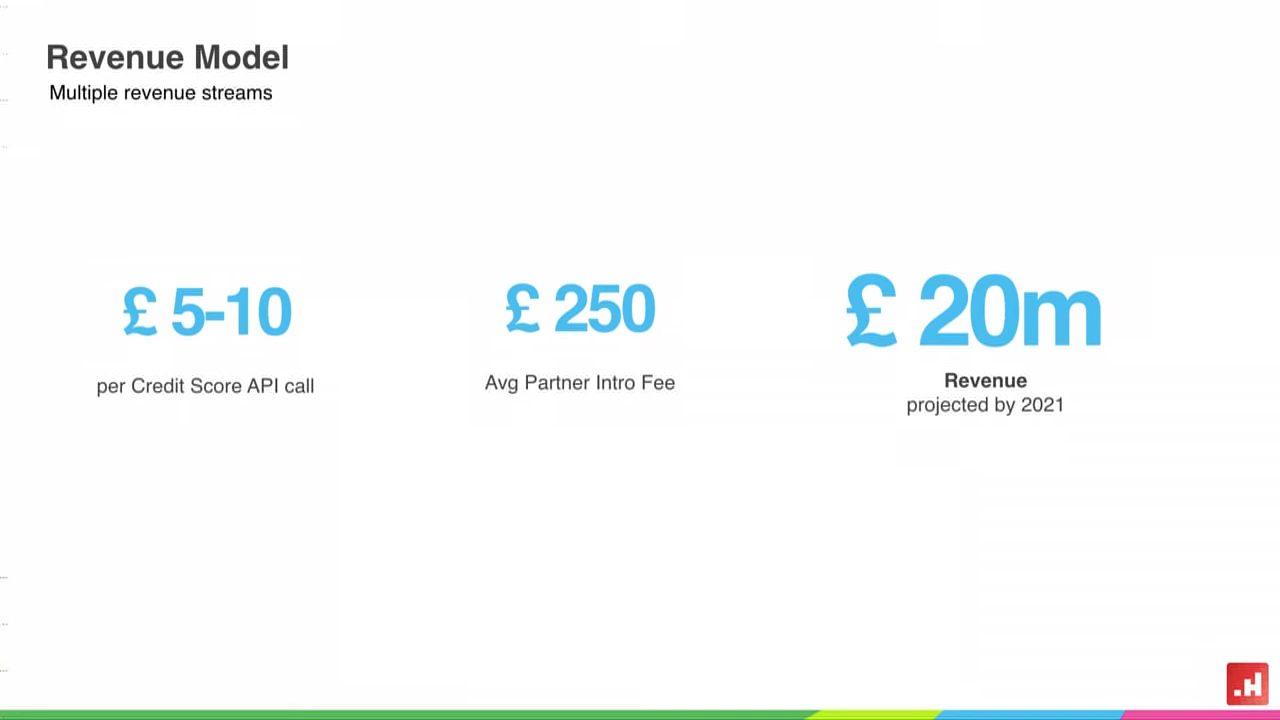 Revenue Model
Multiple revenue streams
£ 5-10
per Credit Score API call
£ 250
Avg Partner Intro Fee
£ 20m
Revenue
projected by 2021
.H